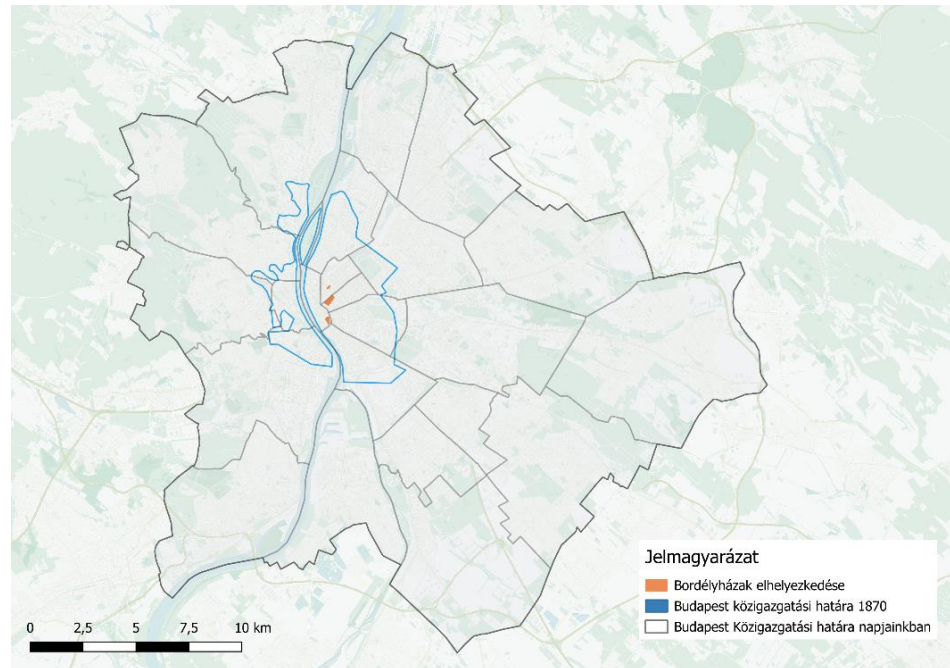 Jelmagyarázat
Bordélyházak elhelyezkedése
Budapest közigazgatási határa 1870
Budapest Közigazgatási határa napjainkban
0 2,5 5 7,5 10 km